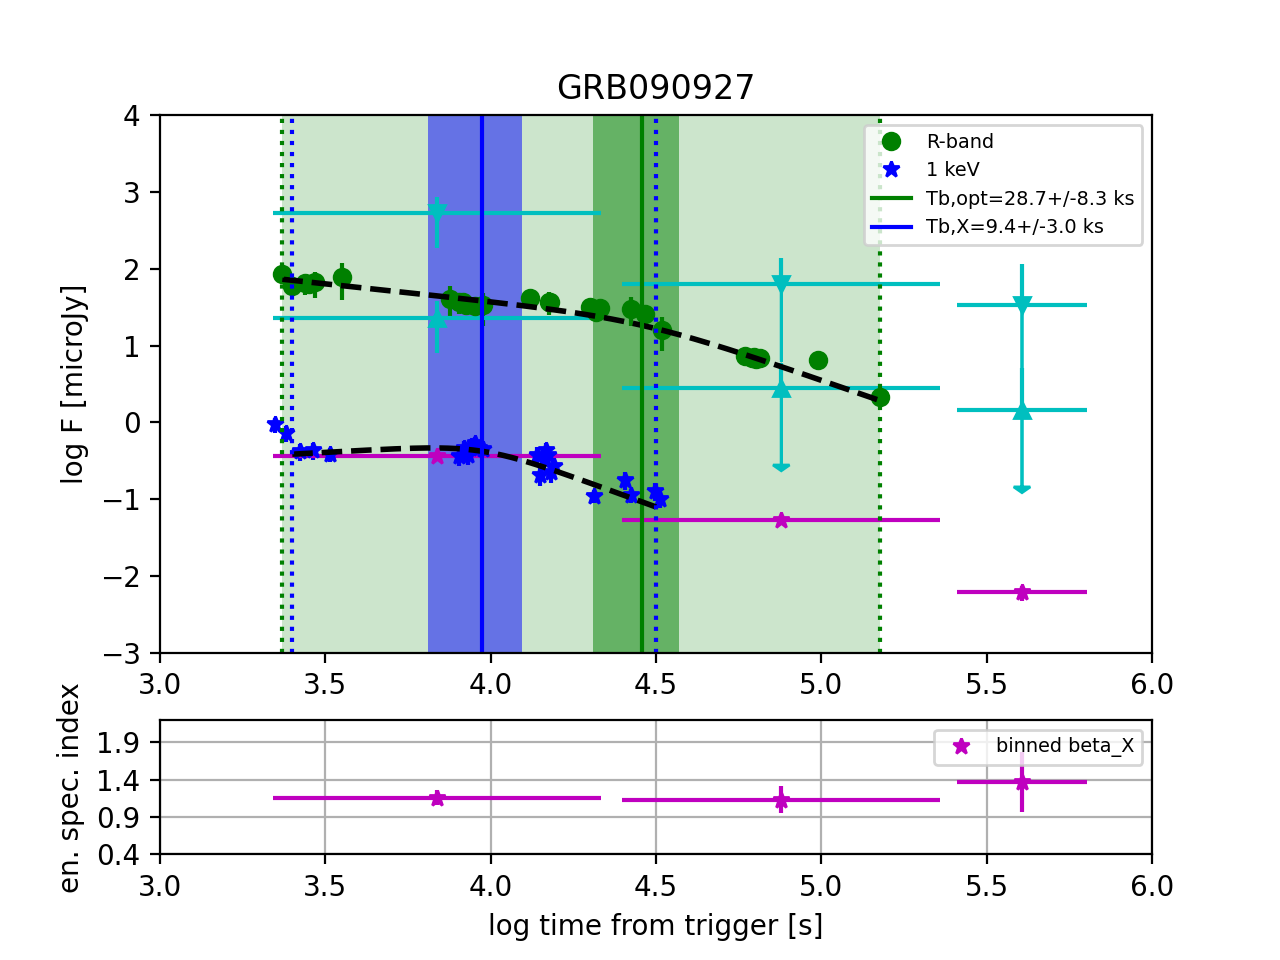 GRB090927
log F [microJy]
4
3
2
1
0
−1
−2
−3
R-band
1 keV
Tb,opt=28.7+/-8.3 ks
Tb,X=9.4+/-3.0 ks
3.0 3.5 4.0 4.5 5.0 5.5 6.0
en. spec. index
1.9
1.4
0.9
0.4
binned beta_X
3.0 3.5 4.0 4.5 5.0 5.5 6.0
log time from trigger [s]